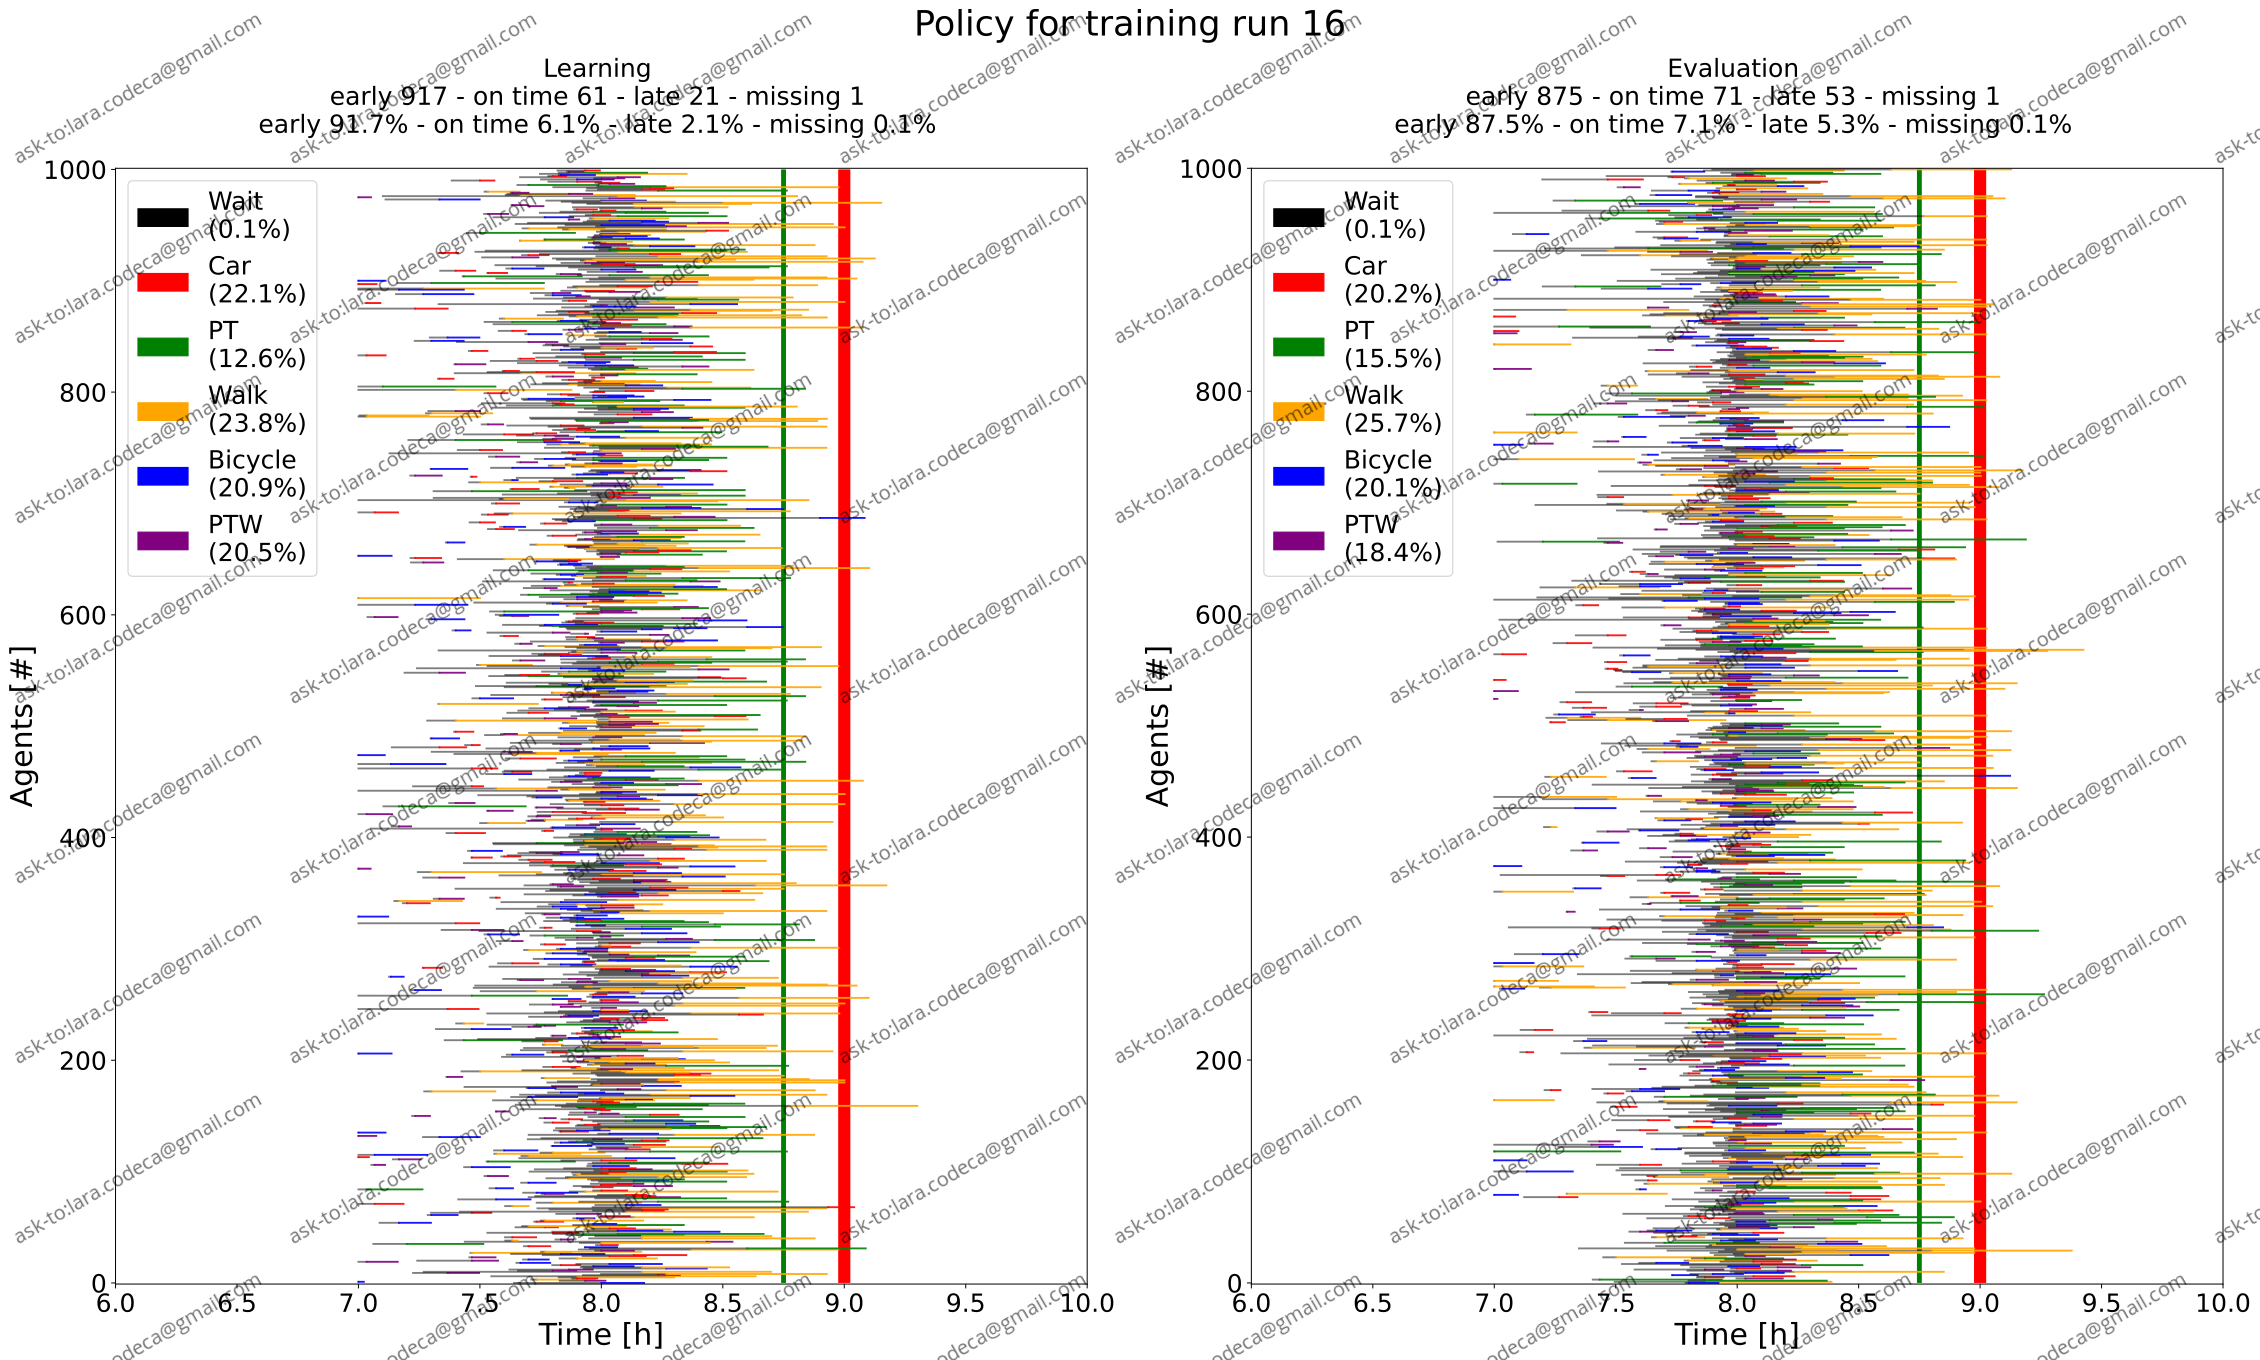 Policy for training run 16
Learning
early 917 - on time 61 - late 21 - missing 1
early 91.7% - on time 6.1% - late 2.1% - missing 0.1%
Wait
(0.1%)
Car
(22.1%)
PT
(12.6%)
Walk
(23.8%)
Bicycle
(20.9%)
PTW
(20.5%)
1000
800
600
400
200
0
Agents [#]
6.0 6.5 7.0 7.5 8.0 8.5 9.0 9.5 10.0
Time [h]
Evaluation
early 875 - on time 71 - late 53 - missing 1
early 87.5% - on time 7.1% - late 5.3% - missing 0.1%
Wait
(0.1%)
Car
(20.2%)
PT
(15.5%)
Walk
(25.7%)
Bicycle
(20.1%)
PTW
(18.4%)
1000
800
600
400
200
0
Agents [#]
6.0 6.5 7.0 7.5 8.0 8.5 9.0 9.5 10.0
Time [h]
ask-to:lara.codeca@gmail.com